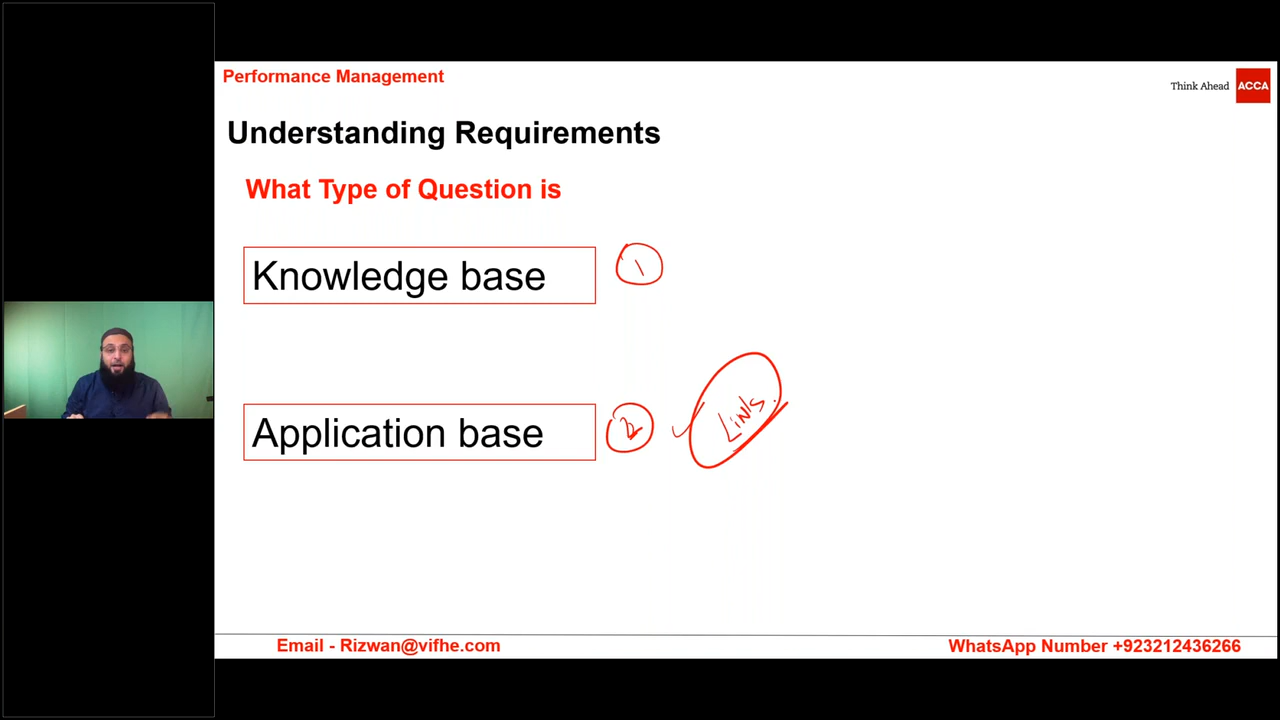 Performance Management
Think Ahead ACCA
Understanding Requirements
What Type of Question is
Knowledge base
1
Application base
2
Links.
Email - Rizwan@vifhe.com
WhatsApp Number +923212436266